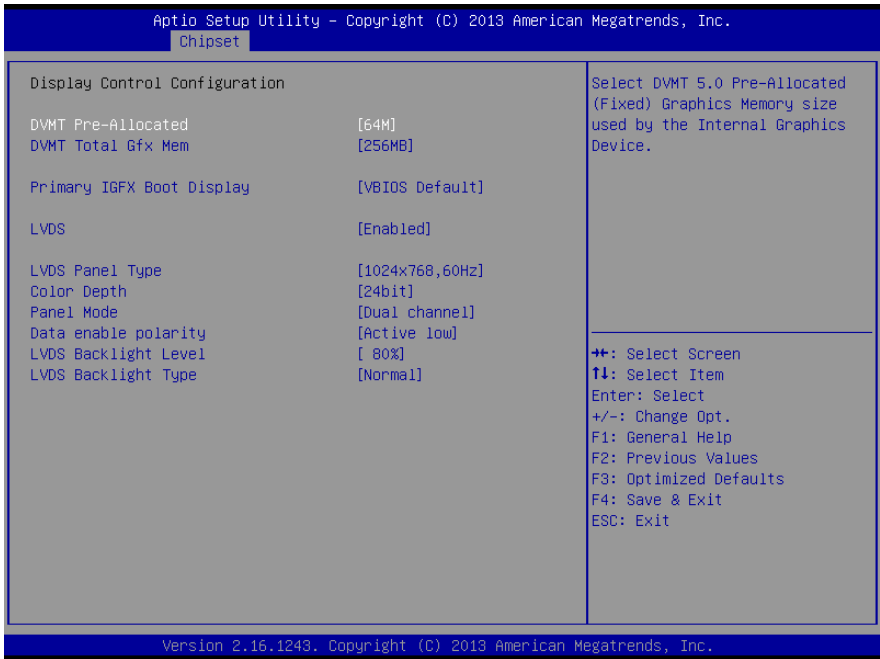 Aptio Setup Utility – Copyright (C) 2013 American Megatrends, Inc.
Chipset
Display Control Configuration
DVMT Pre-Allocated [64M]
DVMT Total Gfx Mem [256MB]
Primary IGFX Boot Display [VBIOS Default]
LVDS [Enabled]
LVDS Panel Type [1024x768,60Hz]
Color Depth [24bit]
Panel Mode [Dual channel]
Data enable polarity [Active low]
LVDS Backlight Level [ 80%]
LVDS Backlight Type [Normal]
Select DVMT 5.0 Pre-Allocated
(Fixed) Graphics Memory size
used by the Internal Graphics
Device.
→←: Select Screen
↑↓: Select Item
Enter: Select
+/-: Change Opt.
F1: General Help
F2: Previous Values
F3: Optimized Defaults
F4: Save & Exit
ESC: Exit
Version 2.16.1243. Copyright (C) 2013 American Megatrends, Inc.